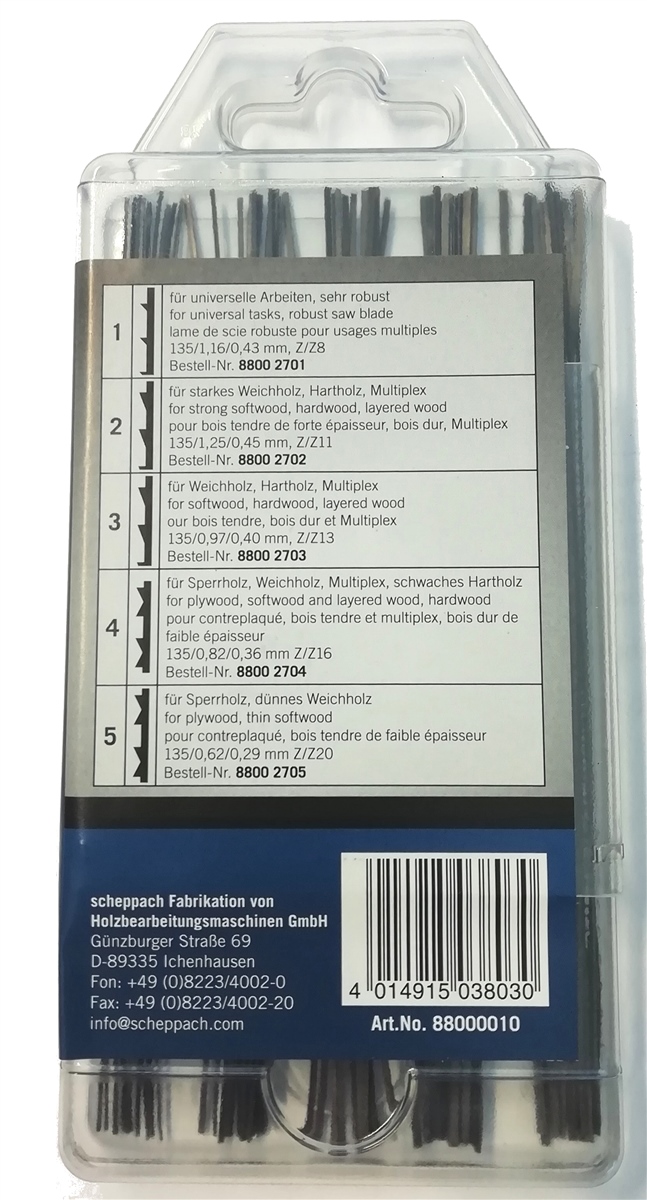 1
für universelle Arbeiten, sehr robust
for universal tasks, robust saw blade
lame de scie robuste pour usages multiples
135/1,16/0,43 mm, Z/Z8
Bestell-Nr. 8800 2701
2
für starkes Weichholz, Hartholz, Multiplex
for strong softwood, hardwood, layered wood
pour bois tendre de forte épaisseur, bois dur, Multiplex
135/1,25/0,45 mm, Z/Z11
Bestell-Nr. 8800 2702
3
für Weichholz, Hartholz, Multiplex
for softwood, hardwood, layered wood
our bois tendre, bois dur et Multiplex
135/0,97/0,40 mm, Z/Z13
Bestell-Nr. 8800 2703
4
für Sperrholz, Weichholz, Multiplex, schwaches Hartholz
for plywood, softwood and layered wood, hardwood
pour contreplaqué, bois tendre et multiplex, bois dur de
faible épaisseur
135/0,82/0,36 mm Z/Z16
Bestell-Nr. 8800 2704
5
für Sperrholz, dünnes Weichholz
for plywood, thin softwood
pour contreplaqué, bois tendre de faible épaisseur
135/0,62/0,29 mm Z/Z20
Bestell-Nr. 8800 2705
scheppach Fabrikation von
Holzbearbeitungsmaschinen GmbH
Günzburger Straße 69
D-89335 Ichenhausen
Fon: +49 (0)8223/4002-0
Fax: +49 (0)8223/4002-20
info@scheppach.com
4 014915 038030
Art.No. 88000010